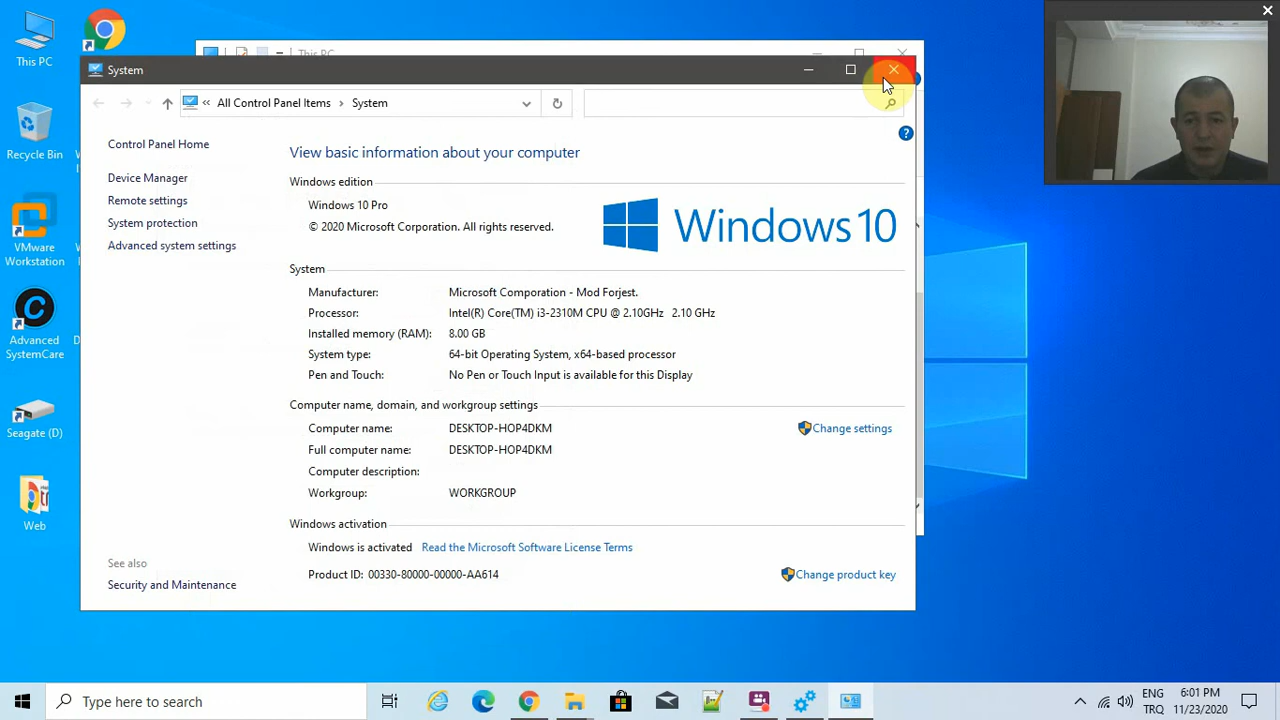 This PC
Recycle Bin
VMware
Workstation
Advanced
SystemCare
Seagate (D)
Web
This PC
System
All Control Panel Items
System
Control Panel Home
Device Manager
Remote settings
System protection
Advanced system settings
See also
Security and Maintenance
View basic information about your computer
Windows edition
Windows 10 Pro
© 2020 Microsoft Corporation. All rights reserved.
Windows 10
System
Manufacturer: Microsoft Comporation - Mod Forjest.
Processor: Intel(R) Core(TM) i3-2310M CPU @ 2.10GHz 2.10 GHz
Installed memory (RAM): 8.00 GB
System type: 64-bit Operating System, x64-based processor
Pen and Touch: No Pen or Touch Input is available for this Display
Computer name, domain, and workgroup settings
Computer name: DESKTOP-HOP4DKM
Change settings
Full computer name: DESKTOP-HOP4DKM
Computer description:
Workgroup: WORKGROUP
Windows activation
Windows is activated Read the Microsoft Software License Terms
Product ID: 00330-80000-00000-AA614
Change product key
Type here to search
ENG
TRQ
6:01 PM
11/23/2020